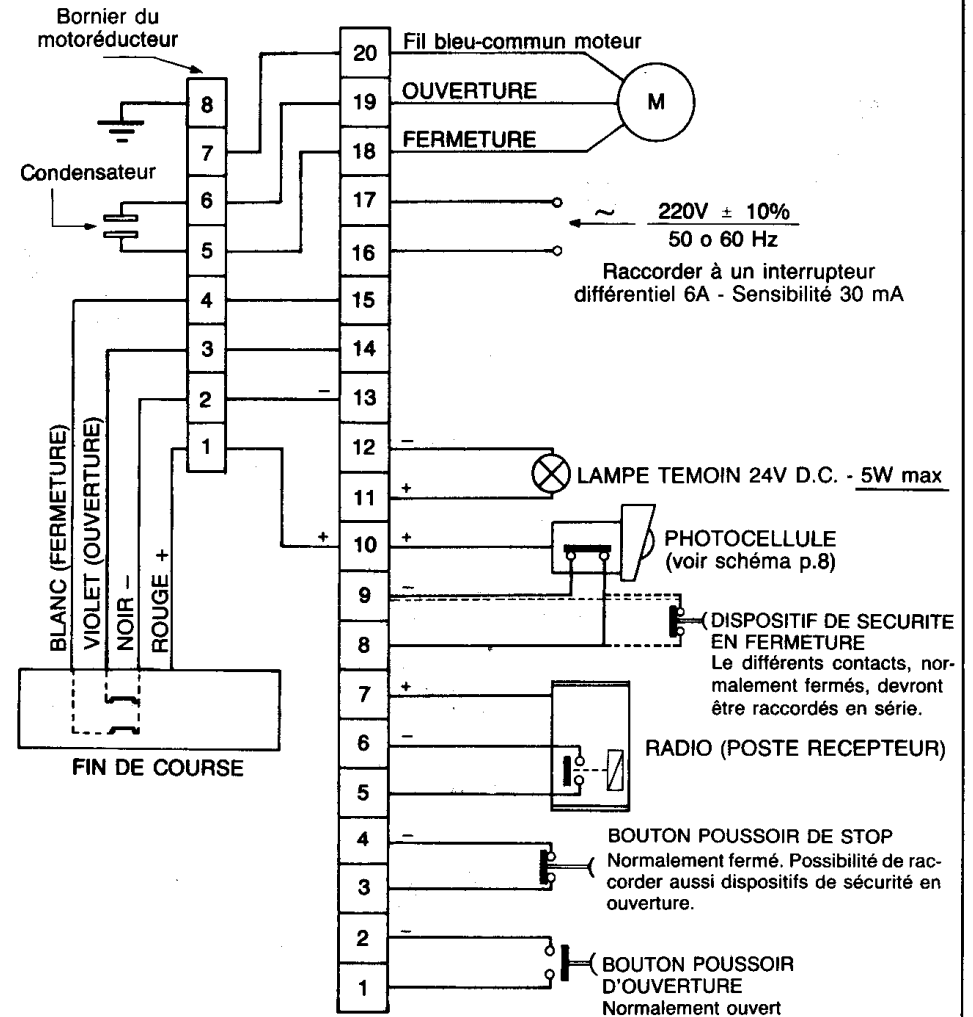 Bornier du
motoréducteur
Condensateur
8
7
6
5
4
3
2
1
BLANC (FERMETURE)
VIOLET (OUVERTURE)
NOIR –
ROUGE +
FIN DE COURSE
20
19
18
17
16
15
14
13
12
11
10
9
8
7
6
5
4
3
2
1
Fil bleu-commun moteur
OUVERTURE
FERMETURE
M
~ 220V ± 10%
50 o 60 Hz
Raccorder à un interrupteur
différentiel 6A - Sensibilité 30 mA
–
–
+
LAMPE TEMOIN 24V D.C. - 5W max
+
+
PHOTOCELLULE
(voir schéma p.8)
–
DISPOSITIF DE SECURITE
EN FERMETURE
Le différents contacts, nor-
malement fermés, devront
être raccordés en série.
+
–
RADIO (POSTE RECEPTEUR)
–
BOUTON POUSSOIR DE STOP
Normalement fermé. Possibilité de rac-
corder aussi dispositifs de sécurité en
ouverture.
–
BOUTON POUSSOIR
D'OUVERTURE
Normalement ouvert